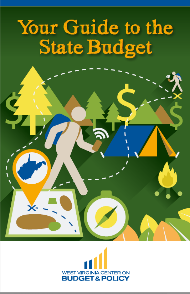 Your Guide to the
State Budget
$
$
$
WEST VIRGINIA CENTER ON
BUDGET & POLICY